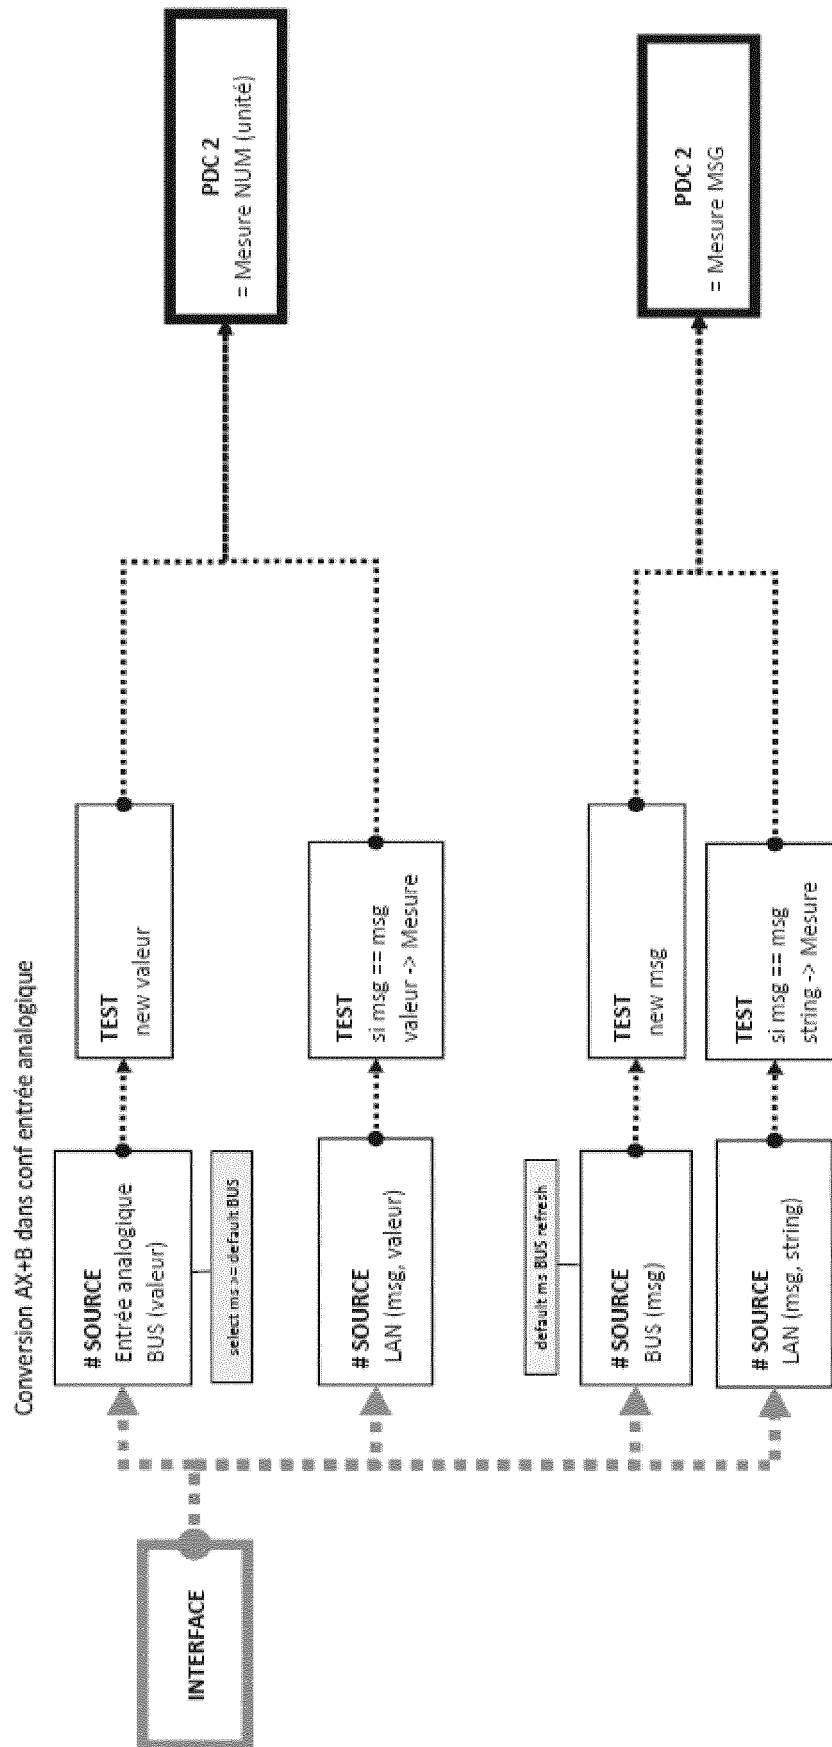 Conversion AX+B dans conf entrée analogique
INTERFACE
# SOURCE
Entrée analogique
BUS (valeur)
select ms >= default BUS
TEST
new valeur
# SOURCE
LAN (msg, valeur)
TEST
si msg == msg
valeur -> Mesure
PDC 2
= Mesure NUM (unité)
default ms BUS refresh
# SOURCE
BUS (msg)
TEST
new msg
# SOURCE
LAN (msg, string)
TEST
si msg == msg
string -> Mesure
PDC 2
= Mesure MSG